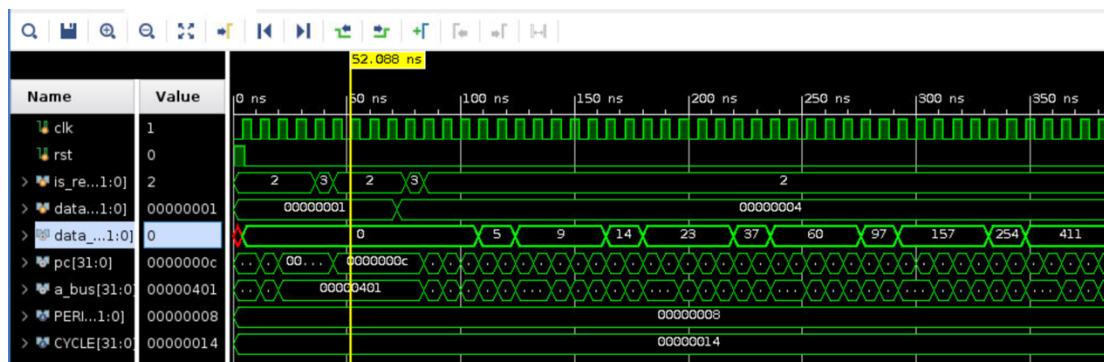 52.088 ns
Name Value 0 ns 50 ns 100 ns 150 ns 200 ns 250 ns 300 ns 350 ns
clk 1
rst 0
is_re...1:0] 2 2 3 2 3 2
data...1:0] 00000001 00000001 00000004
data_...1:0] 0 0 5 9 14 23 37 60 97 157 254 411
pc[31:0] 0000000c 00... 0000000c
a_bus[31:0] 00000401 00000401
PERI...1:0] 00000008 00000008
CYCLE[31:0] 00000014 00000014